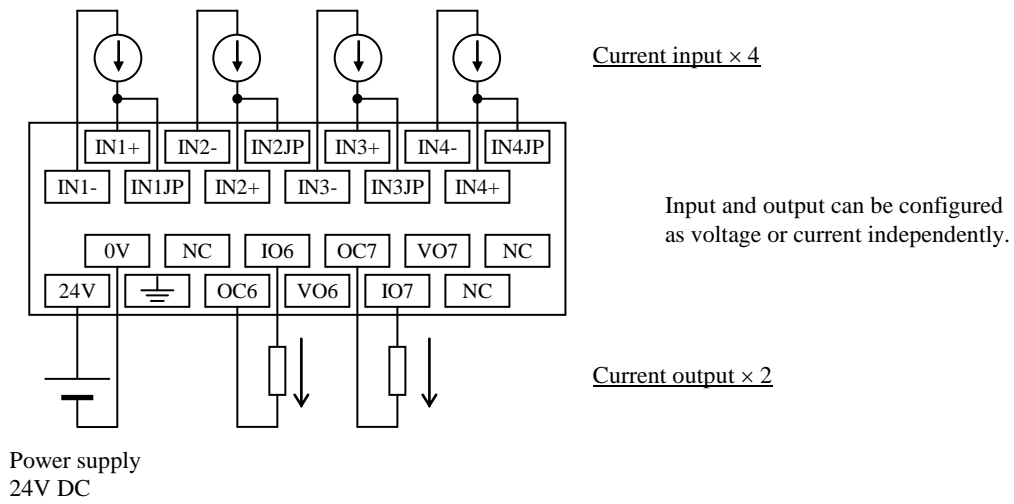 Current input × 4
IN1+ IN2- IN2JP IN3+ IN4- IN4JP
IN1- IN1JP IN2+ IN3- IN3JP IN4+
Input and output can be configured
as voltage or current independently.
0V NC IO6 OC7 VO7 NC
24V OC6 VO6 IO7 NC
Current output × 2
Power supply
24V DC